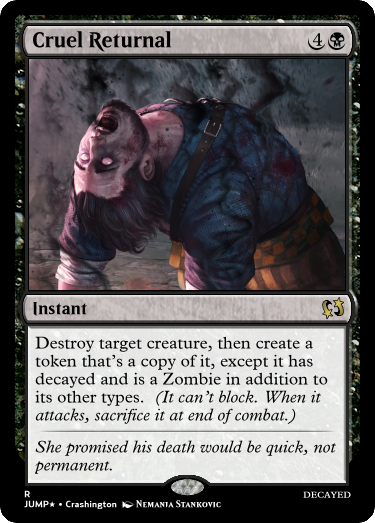 Cruel Returnal 4
Instant
Destroy target creature, then create a
token that's a copy of it, except it has
decayed and is a Zombie in addition to
its other types. (It can't block. When it
attacks, sacrifice it at end of combat.)
She promised his death would be quick, not
permanent.
R DECAYED
JUMP★ • Crashington Nemania Stankovic